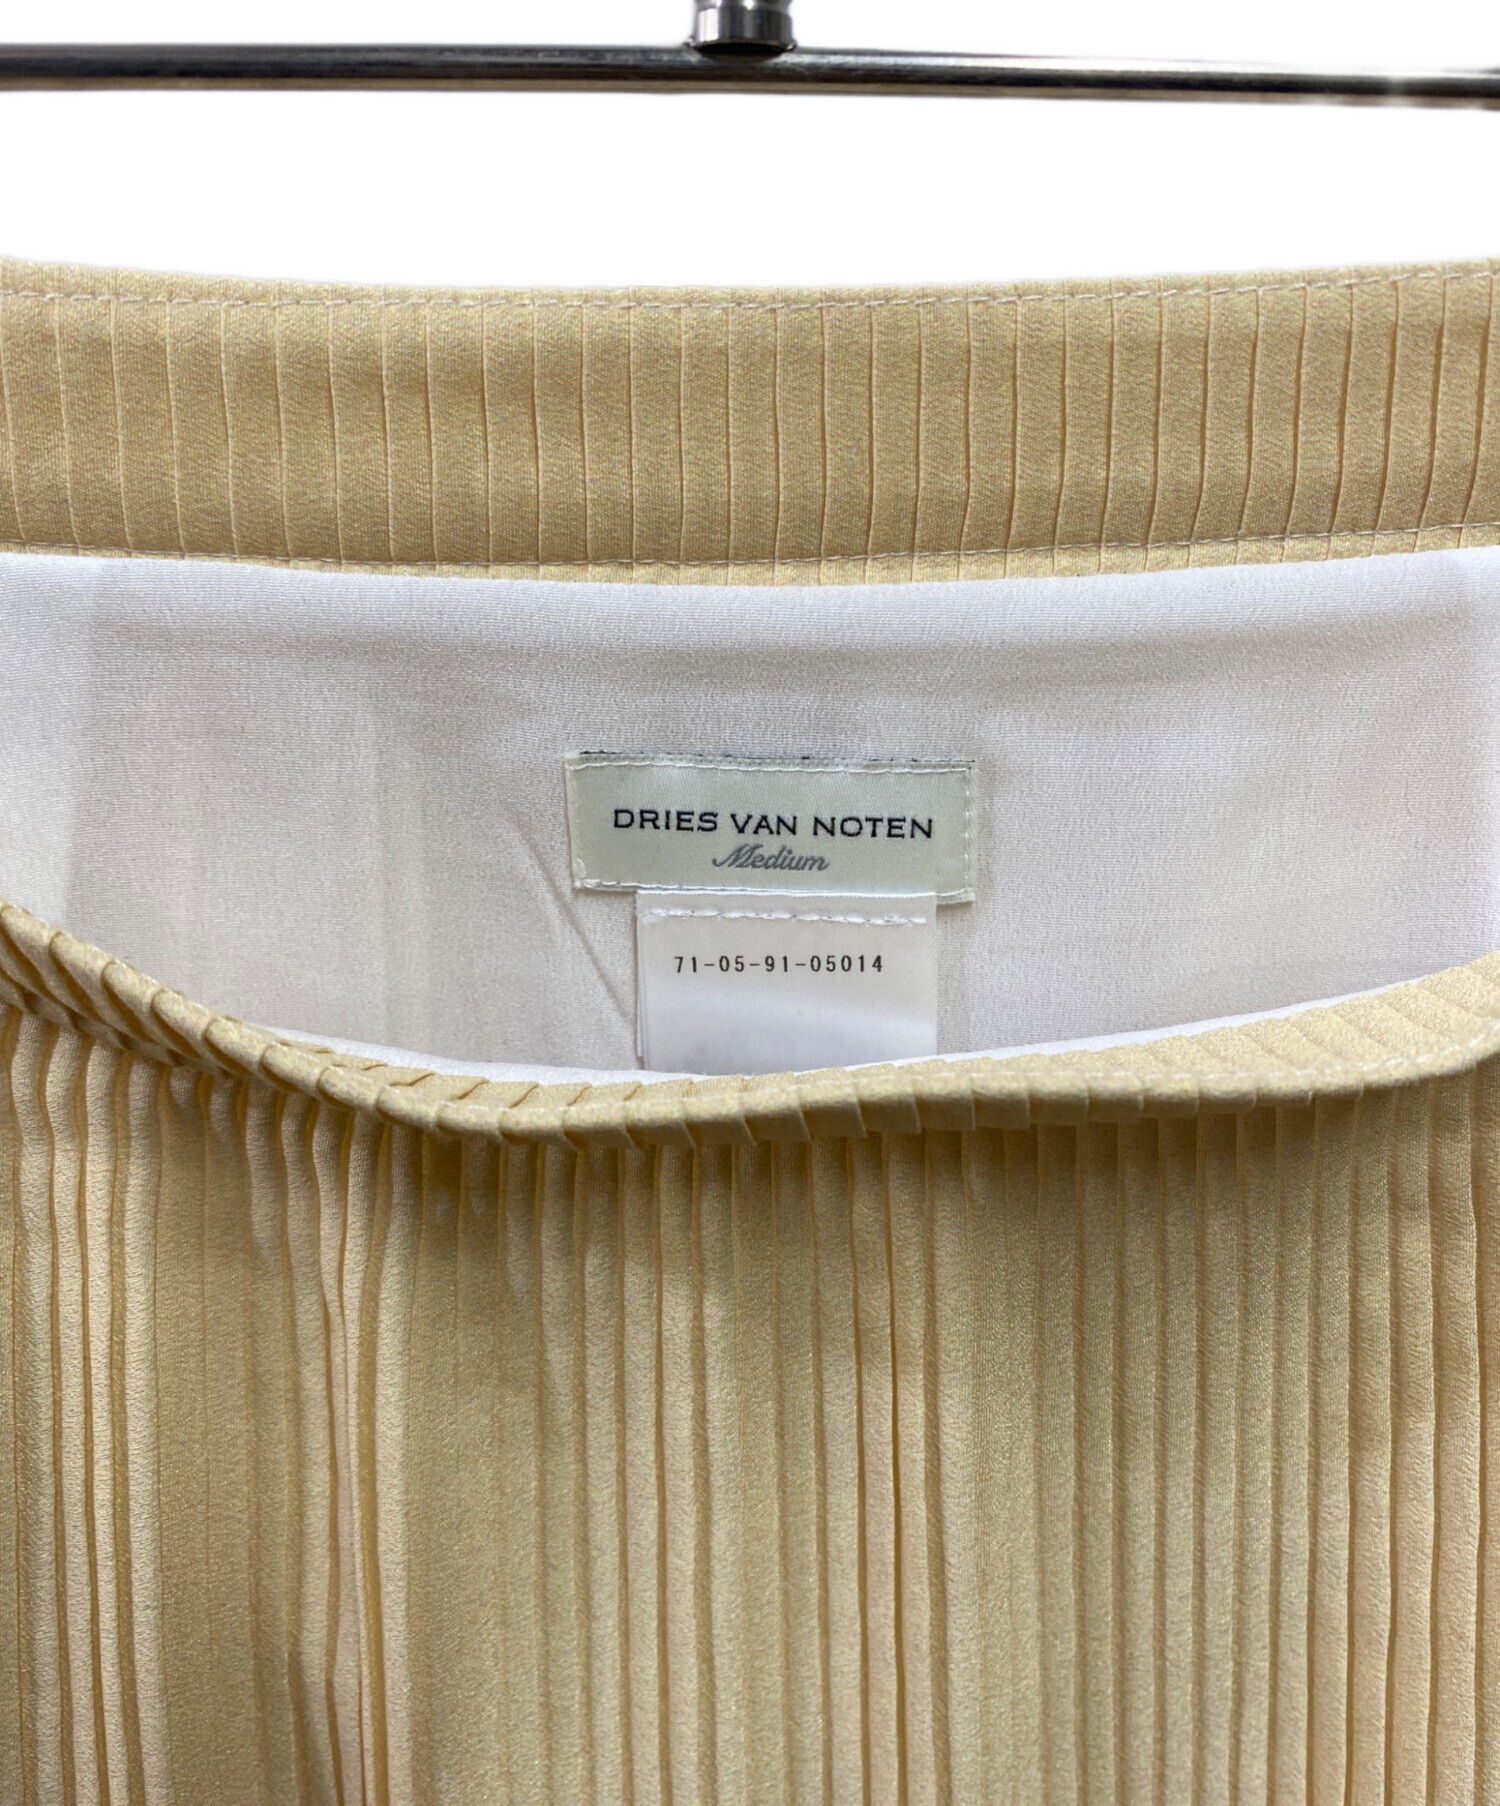 DRIES VAN NOTEN
Medium
71-05-91-05014